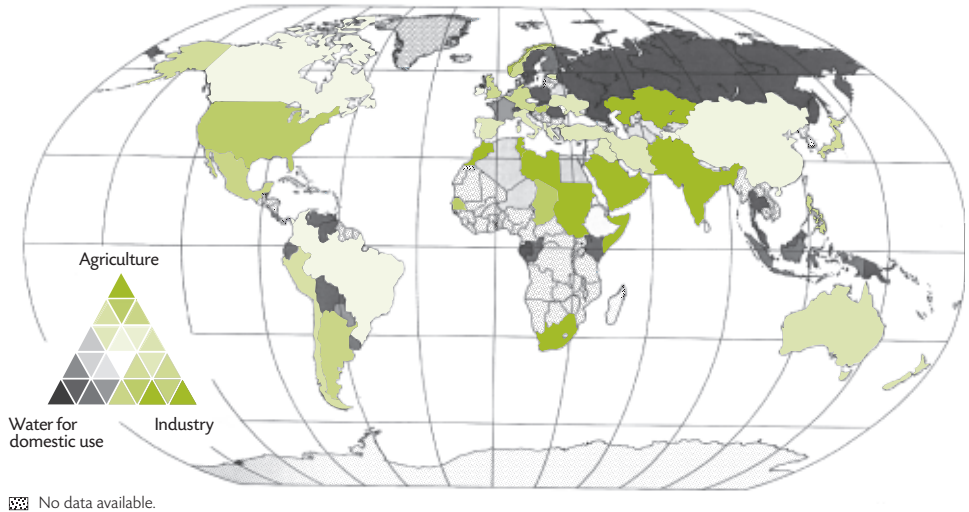 Agriculture
Water for
domestic use
Industry
No data available.